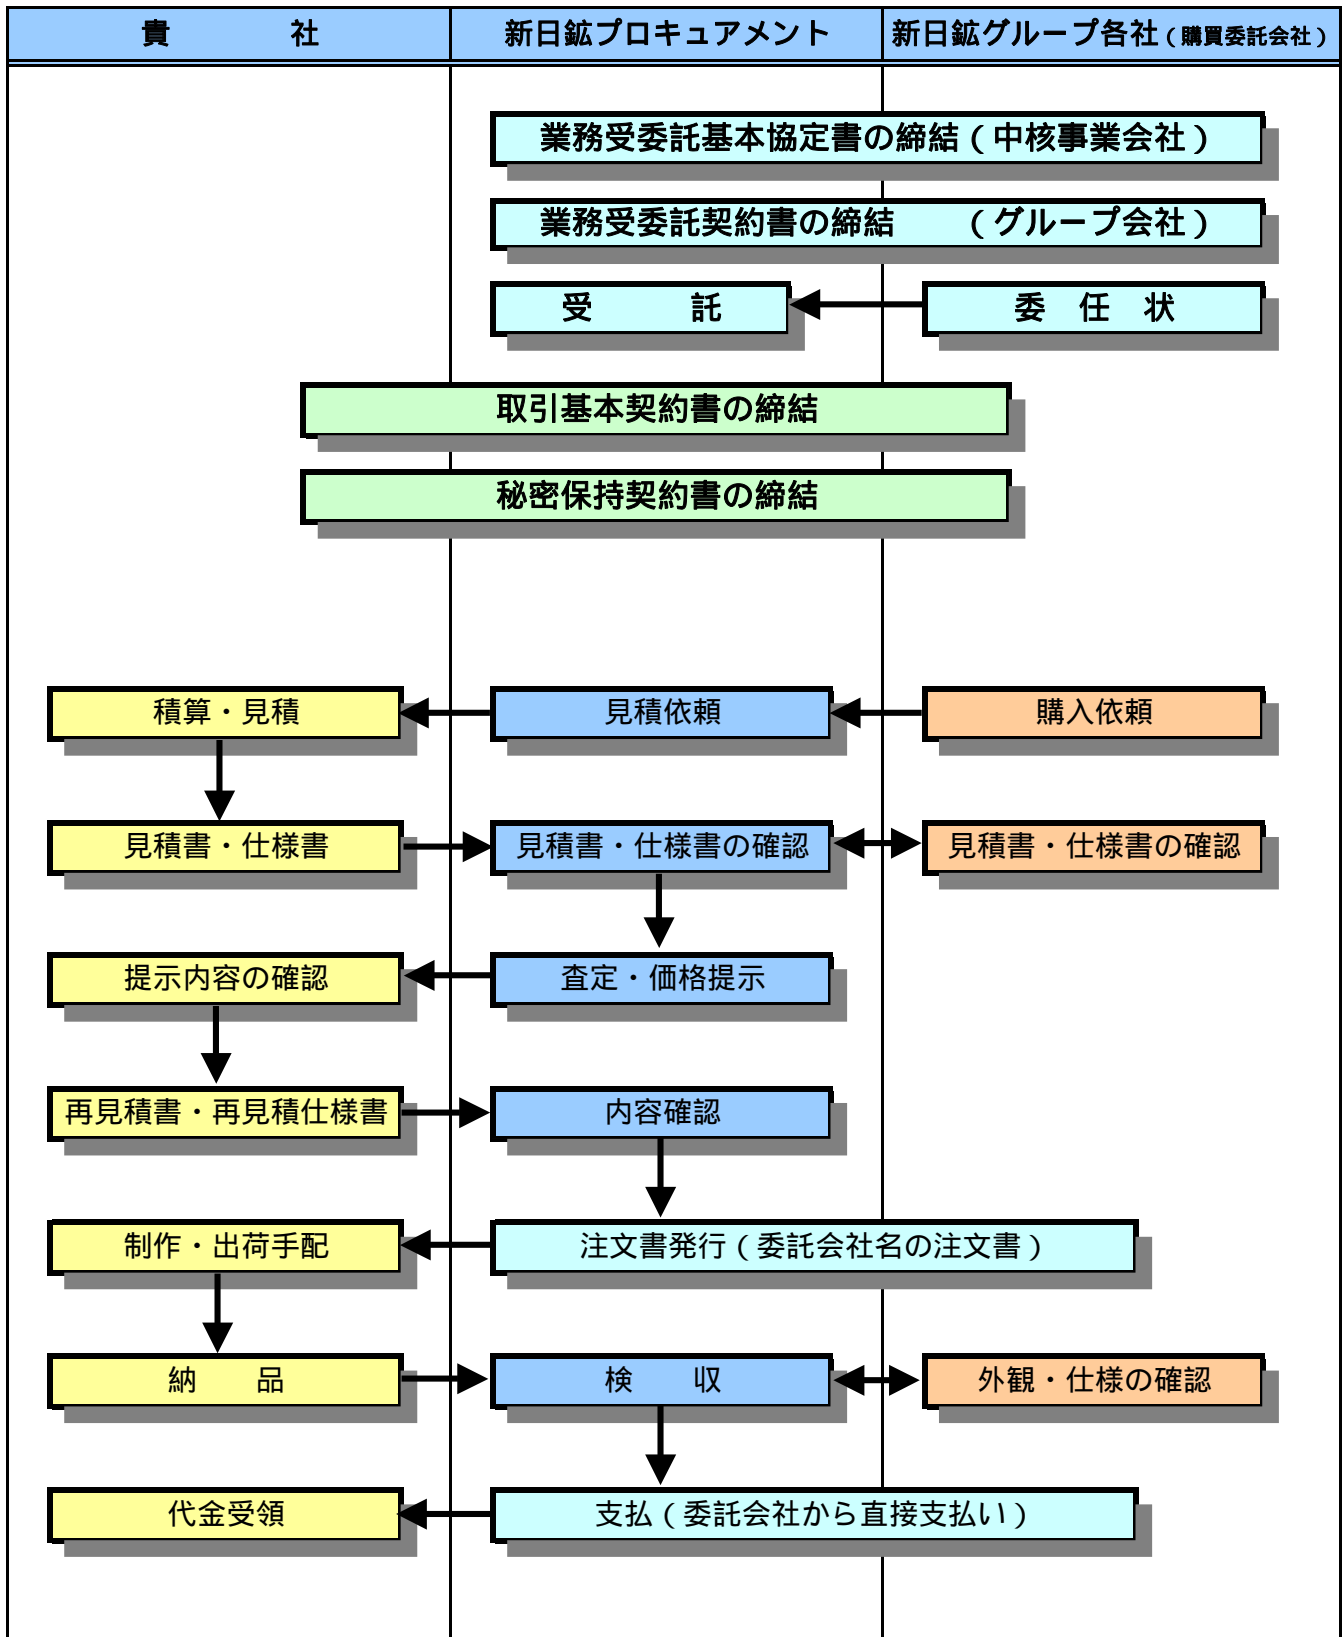 貴　　　　社
新日鉱プロキュアメント
新日鉱グループ各社（購買委託会社）
業務受委託基本協定書の締結（中核事業会社）
業務受委託契約書の締結　　（グループ会社）
受　　　託
委　任　状
取引基本契約書の締結
秘密保持契約書の締結
積算・見積
見積依頼
購入依頼
見積書・仕様書
見積書・仕様書の確認
見積書・仕様書の確認
提示内容の確認
査定・価格提示
再見積書・再見積仕様書
内容確認
制作・出荷手配
注文書発行（委託会社名の注文書）
納　　品
検　　収
外観・仕様の確認
代金受領
支払（委託会社から直接支払い）